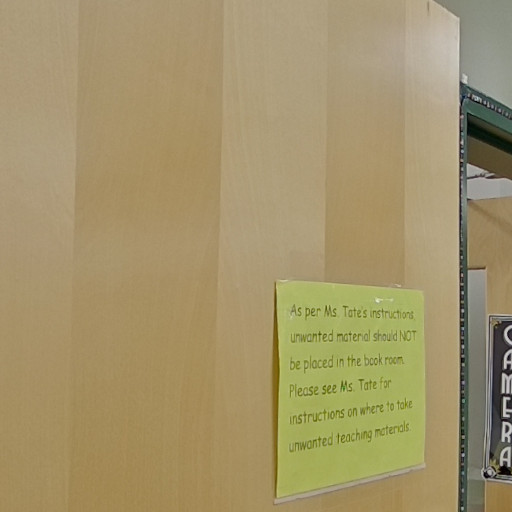 As per Ms. Tate's instructions,
unwanted material should NOT
be placed in the book room.
Please see Ms. Tate for
instructions on where to take
unwanted teaching materials.
CAMERA